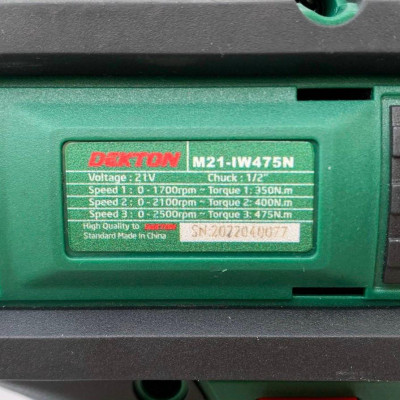 DEKTON M21-IW475N
Voltage : 21V Chuck : 1/2"
Speed 1 : 0 - 1700rpm ~ Torque 1: 350N.m
Speed 2 : 0 - 2100rpm ~ Torque 2: 400N.m
Speed 3 : 0 - 2500rpm ~ Torque 3: 475N.m
High Quality to DEKTON
Standard Made In China
SN:2022040077